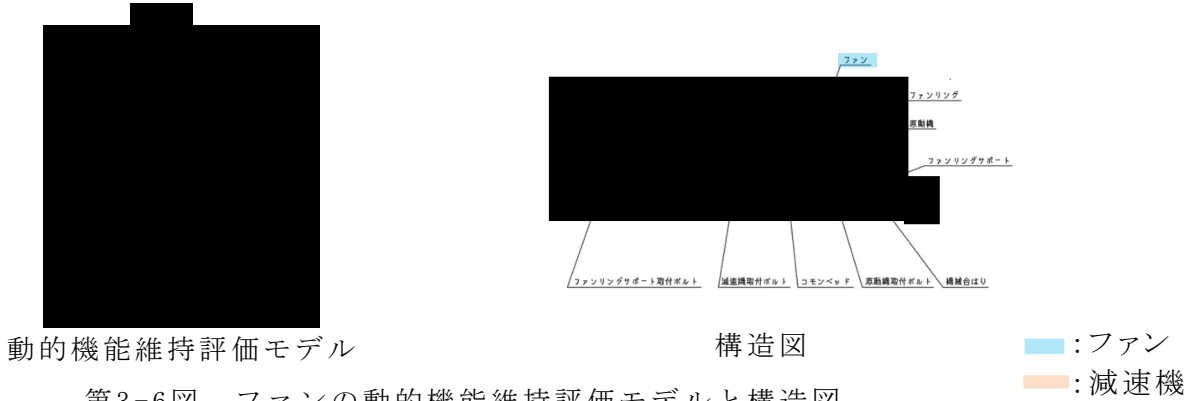 ファン
ファンリング
原動機
ファンリングサポート
ファンリングサポート取付ボルト
減速機取付ボルト
コモンベッド
原動機取付ボルト
機械台はり
動的機能維持評価モデル
構造図
:ファン
:減速機
第3-6図 ファンの動的機能維持評価モデルと構造図